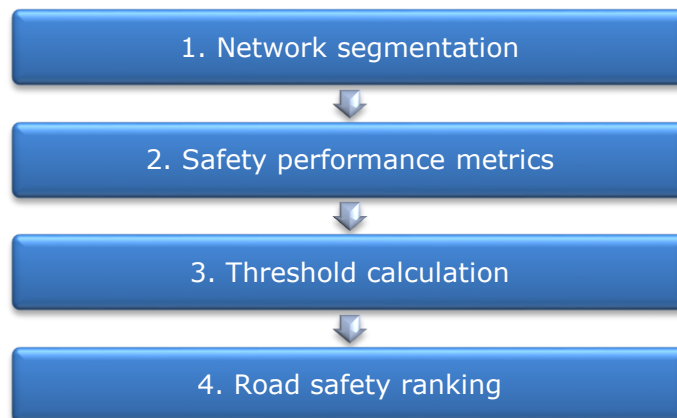 1. Network segmentation
2. Safety performance metrics
3. Threshold calculation
4. Road safety ranking